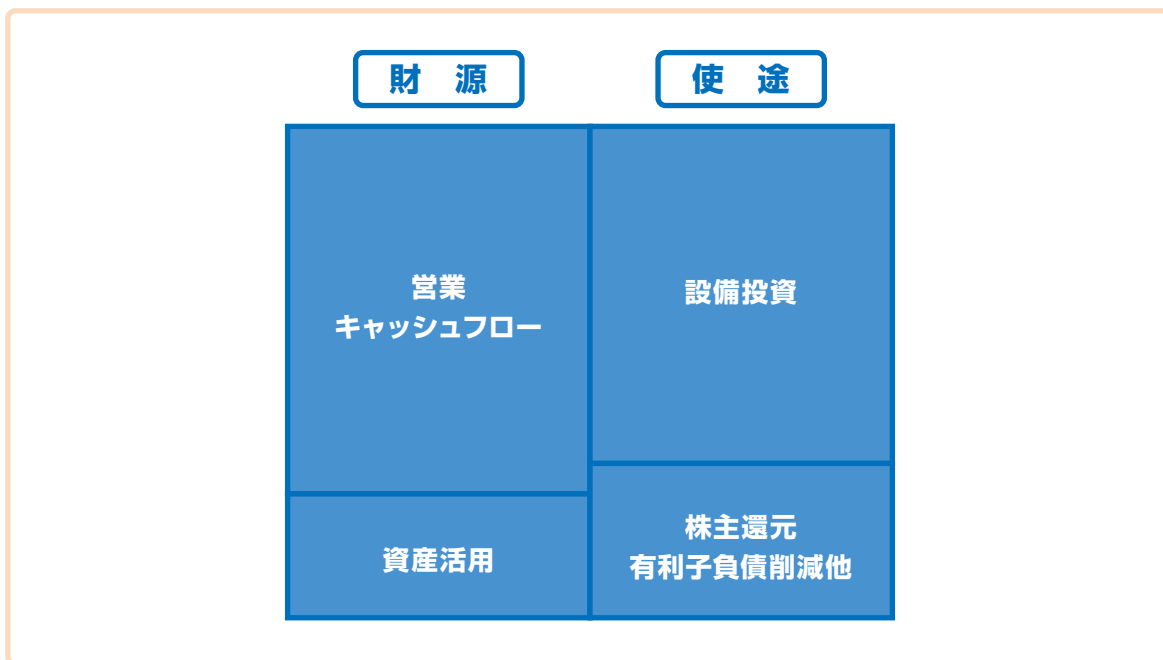 財 源
使 途
営業
キャッシュフロー
資産活用
設備投資
株主還元
有利子負債削減他